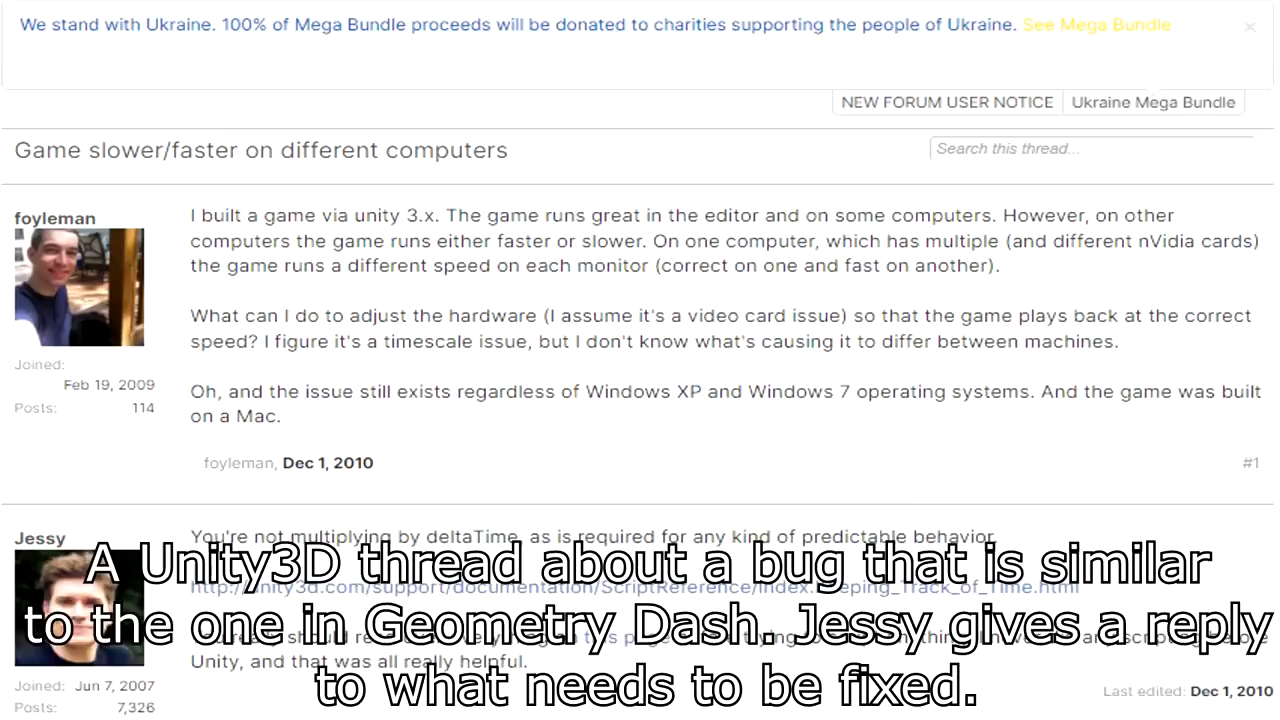 We stand with Ukraine. 100% of Mega Bundle proceeds will be donated to charities supporting the people of Ukraine. See Mega Bundle
NEW FORUM USER NOTICE Ukraine Mega Bundle
Game slower/faster on different computers
Search this thread...
foyleman
I built a game via unity 3.x. The game runs great in the editor and on some computers. However, on other
computers the game runs either faster or slower. On one computer, which has multiple (and different nVidia cards)
the game runs a different speed on each monitor (correct on one and fast on another).
What can I do to adjust the hardware (I assume it's a video card issue) so that the game plays back at the correct
speed? I figure it's a timescale issue, but I don't know what's causing it to differ between machines.
Joined:
Feb 19, 2009
Posts: 114
Oh, and the issue still exists regardless of Windows XP and Windows 7 operating systems. And the game was built
on a Mac.
foyleman, Dec 1, 2010 #1
Jessy
You're not multiplying by deltaTime, as is required for any kind of predictable behavior.
A Unity3D thread about a bug that is similar
to the one in Geometry Dash. Jessy gives a reply
to what needs to be fixed.
Unity, and that was all really helpful.
Joined: Jun 7, 2007
Posts: 7,326
Last edited: Dec 1, 2010